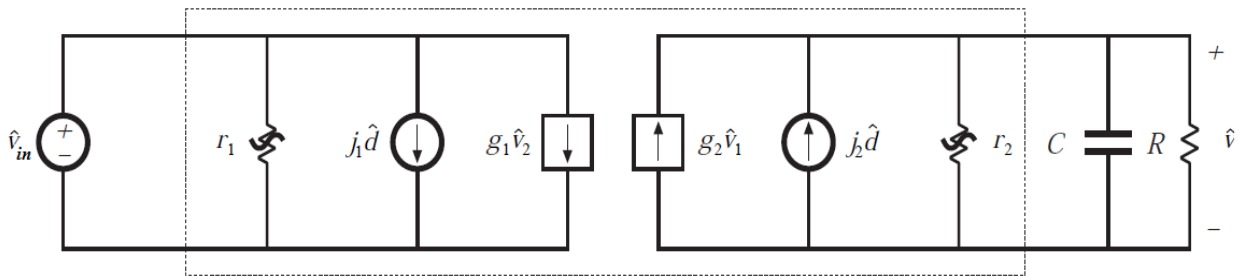 v̂in + − r1 j1d̂ g1v̂2 g2v̂1 j2d̂ r2 C R + v̂ −